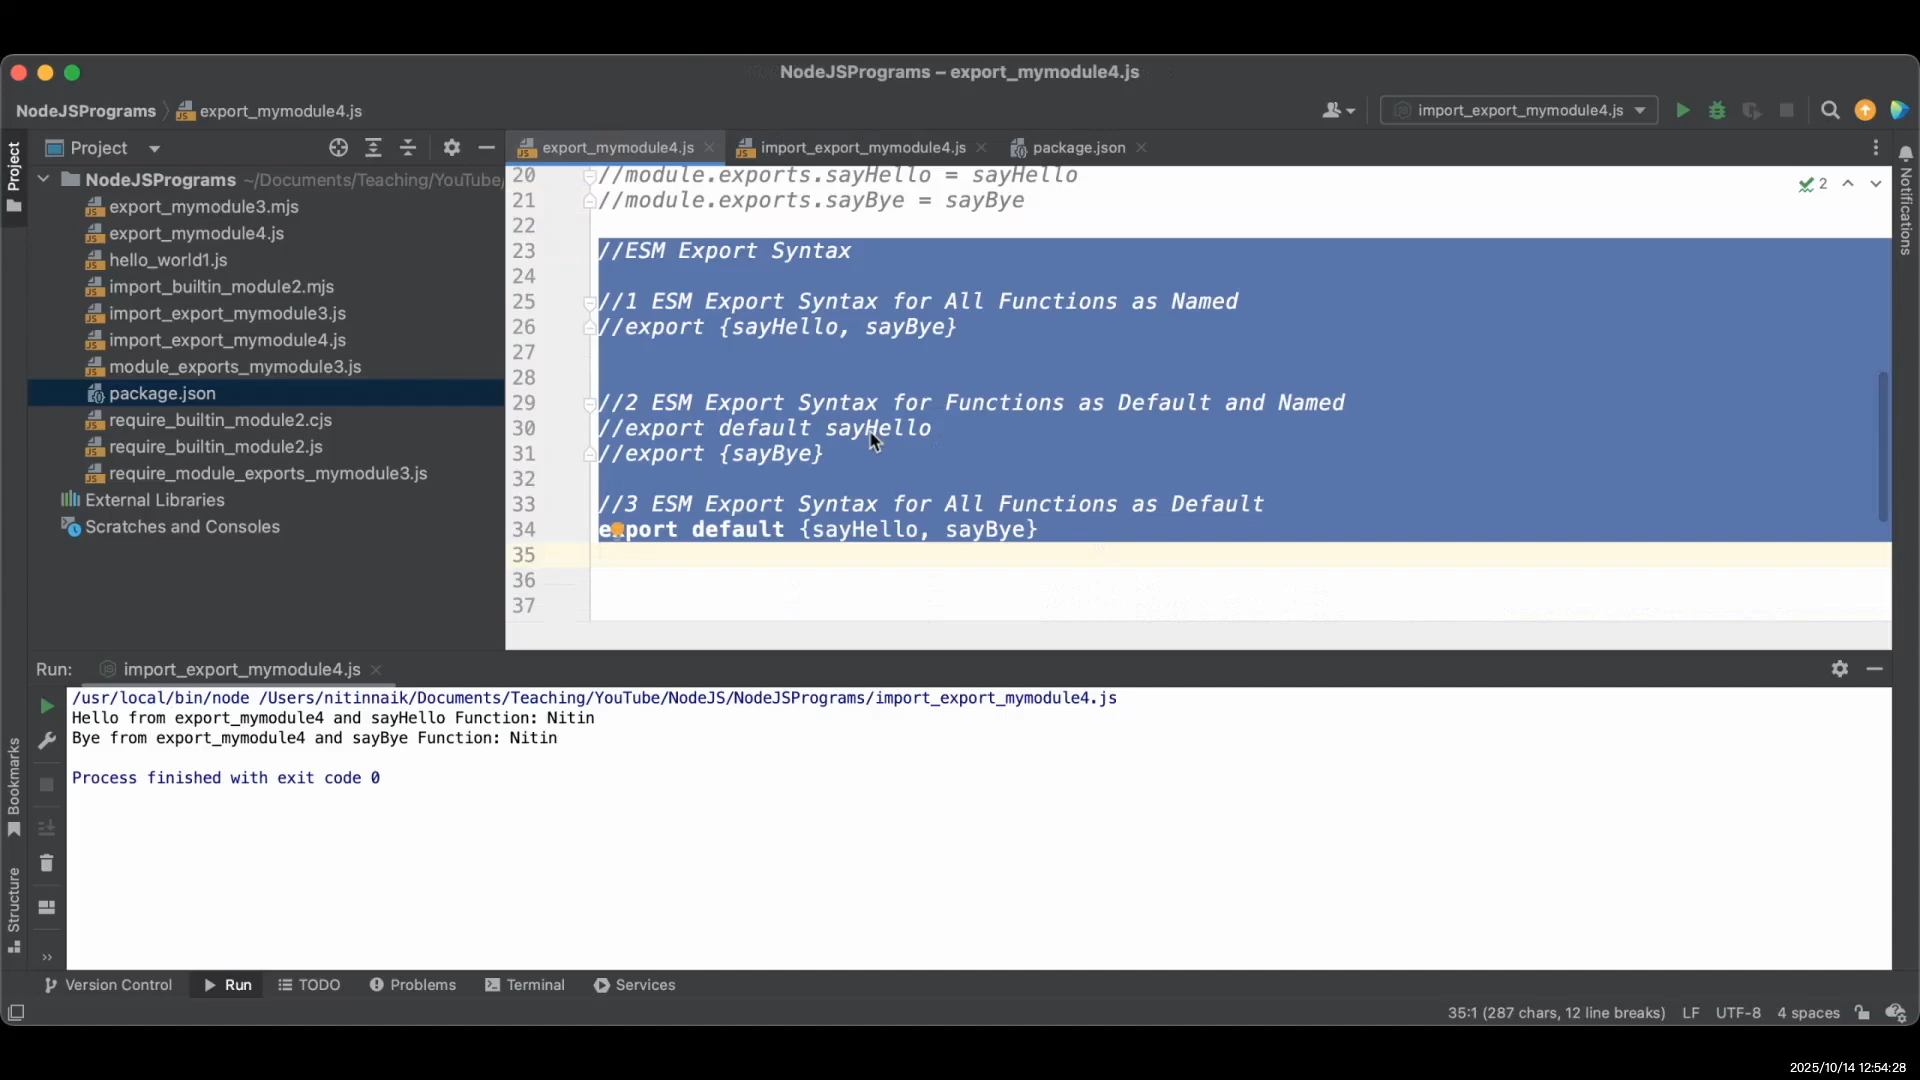 NodeJSPrograms – export_mymodule4.js
NodeJSPrograms export_mymodule4.js
import_export_mymodule4.js
Project
Project
export_mymodule4.js
import_export_mymodule4.js
package.json
NodeJSPrograms ~/Documents/Teaching/YouTube/
export_mymodule3.mjs
export_mymodule4.js
hello_world1.js
import_builtin_module2.mjs
import_export_mymodule3.js
import_export_mymodule4.js
module_exports_mymodule3.js
package.json
require_builtin_module2.cjs
require_builtin_module2.js
require_module_exports_mymodule3.js
External Libraries
Scratches and Consoles
20 //module.exports.sayHello = sayHello
21 //module.exports.sayBye = sayBye
22
23 //ESM Export Syntax
24
25 //1 ESM Export Syntax for All Functions as Named
26 //export {sayHello, sayBye}
27
28
29 //2 ESM Export Syntax for Functions as Default and Named
30 //export default sayHello
31 //export {sayBye}
32
33 //3 ESM Export Syntax for All Functions as Default
34 export default {sayHello, sayBye}
35
36
37
2
Notifications
Run: import_export_mymodule4.js
/usr/local/bin/node /Users/nitinnaik/Documents/Teaching/YouTube/NodeJS/NodeJSPrograms/import_export_mymodule4.js
Hello from export_mymodule4 and sayHello Function: Nitin
Bye from export_mymodule4 and sayBye Function: Nitin
Process finished with exit code 0
Bookmarks
Structure
Version Control Run TODO Problems Terminal Services
35:1 (287 chars, 12 line breaks) LF UTF-8 4 spaces
2025/10/14 12:54:28